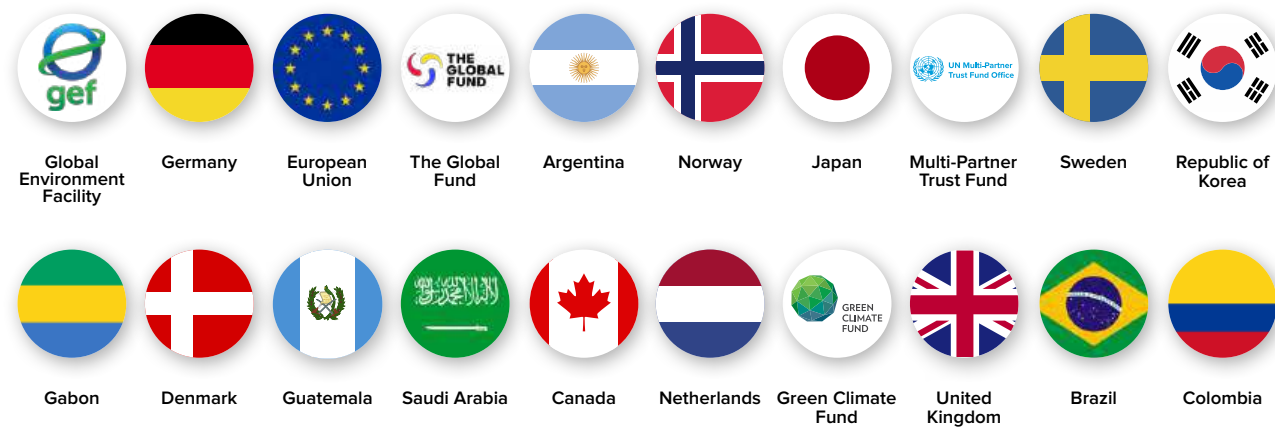 gef
THE
GLOBAL
FUND
UN Multi-Partner
Trust Fund Office
Global
Environment
Facility
Germany
European
Union
The Global
Fund
Argentina
Norway
Japan
Multi-Partner
Trust Fund
Sweden
Republic of
Korea
GREEN
CLIMATE
FUND
Gabon
Denmark
Guatemala
Saudi Arabia
Canada
Netherlands
Green Climate
Fund
United
Kingdom
Brazil
Colombia